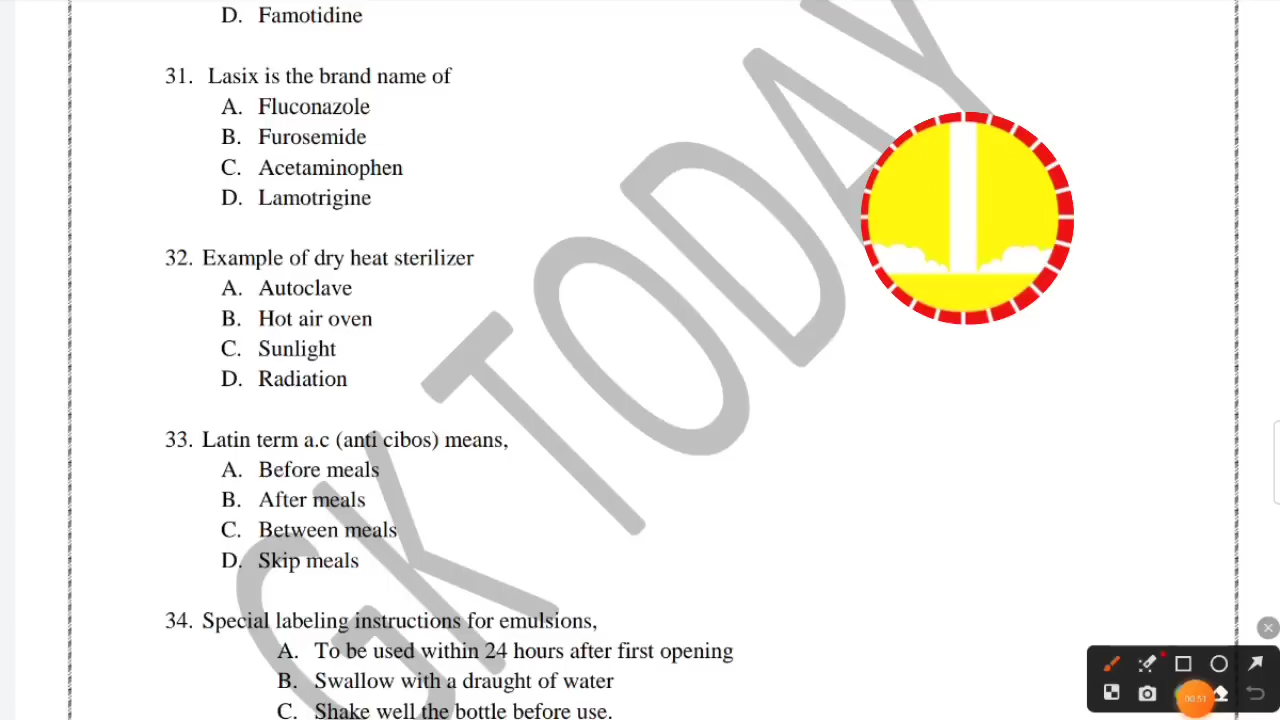 D. Famotidine
31. Lasix is the brand name of
A. Fluconazole
B. Furosemide
C. Acetaminophen
D. Lamotrigine
32. Example of dry heat sterilizer
A. Autoclave
B. Hot air oven
C. Sunlight
D. Radiation
33. Latin term a.c (anti cibos) means,
A. Before meals
B. After meals
C. Between meals
D. Skip meals
34. Special labeling instructions for emulsions,
A. To be used within 24 hours after first opening
B. Swallow with a draught of water
C. Shake well the bottle before use.
GK TODAY
00:51